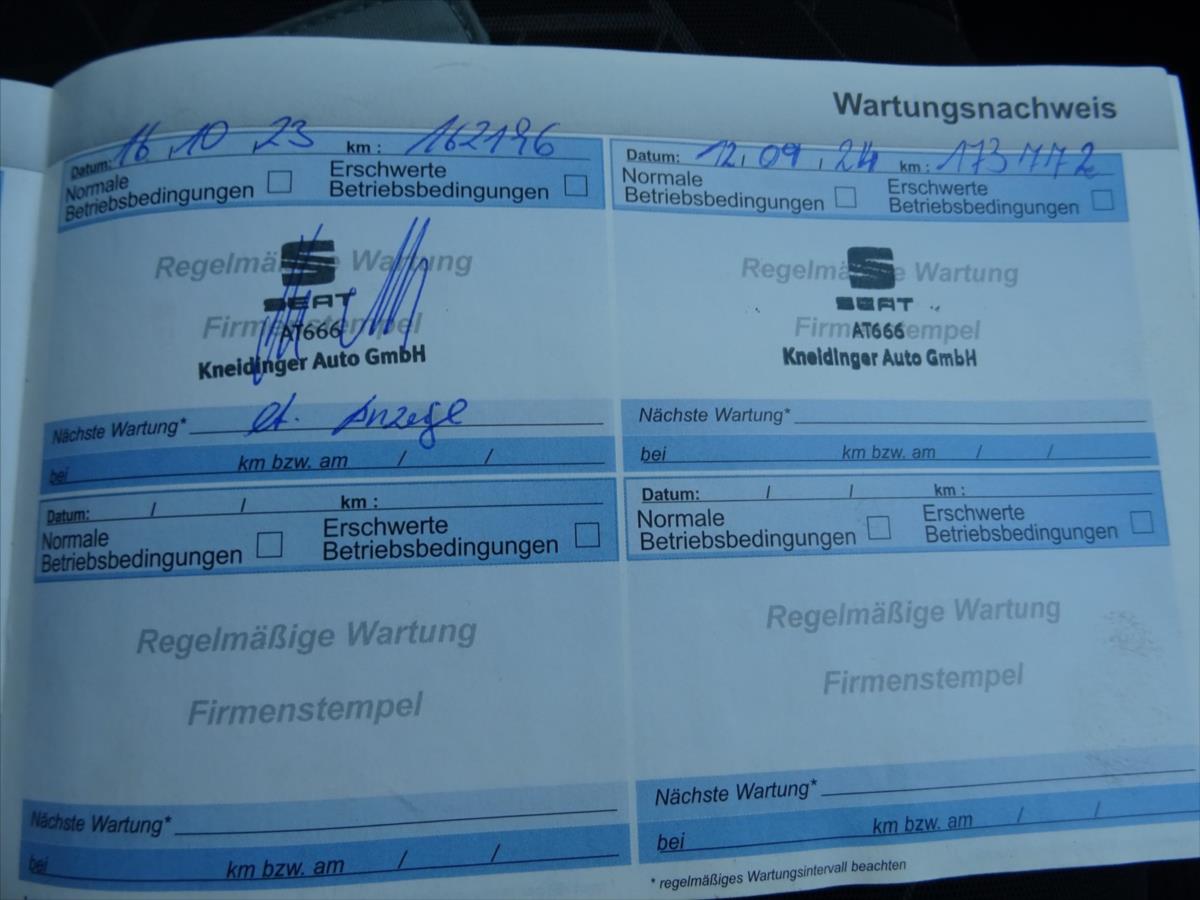 Wartungsnachweis
Datum: 16.10.23 km : 162196
Normale Betriebsbedingungen
Erschwerte Betriebsbedingungen
Regelmäßige Wartung
SEAT
Firmenstempel
AT666
Kneidinger Auto GmbH
Nächste Wartung* lt. Anzeige
bei km bzw. am / /
Datum: 12.09.24 km : 173772
Normale Betriebsbedingungen
Erschwerte Betriebsbedingungen
Regelmäßige Wartung
SEAT
Firmenstempel
AT666
Kneidinger Auto GmbH
Nächste Wartung*
bei km bzw. am / /
Datum: / / km :
Normale Betriebsbedingungen
Erschwerte Betriebsbedingungen
Regelmäßige Wartung
Firmenstempel
Nächste Wartung*
bei km bzw. am / /
Datum: / / km :
Normale Betriebsbedingungen
Erschwerte Betriebsbedingungen
Regelmäßige Wartung
Firmenstempel
Nächste Wartung*
bei km bzw. am / /
* regelmäßiges Wartungsintervall beachten